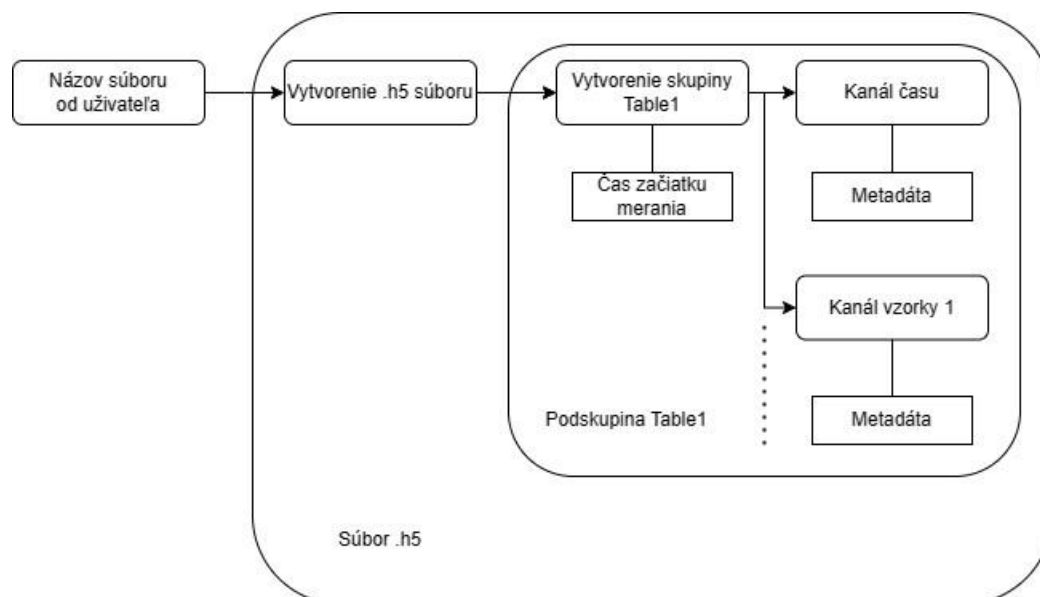 Názov súboru
od uživateľa
Vytvorenie .h5 súboru
Vytvorenie skupiny
Table1
Kanál času
Čas začiatku
merania
Metadáta
Kanál vzorky 1
Metadáta
Podskupina Table1
Súbor .h5